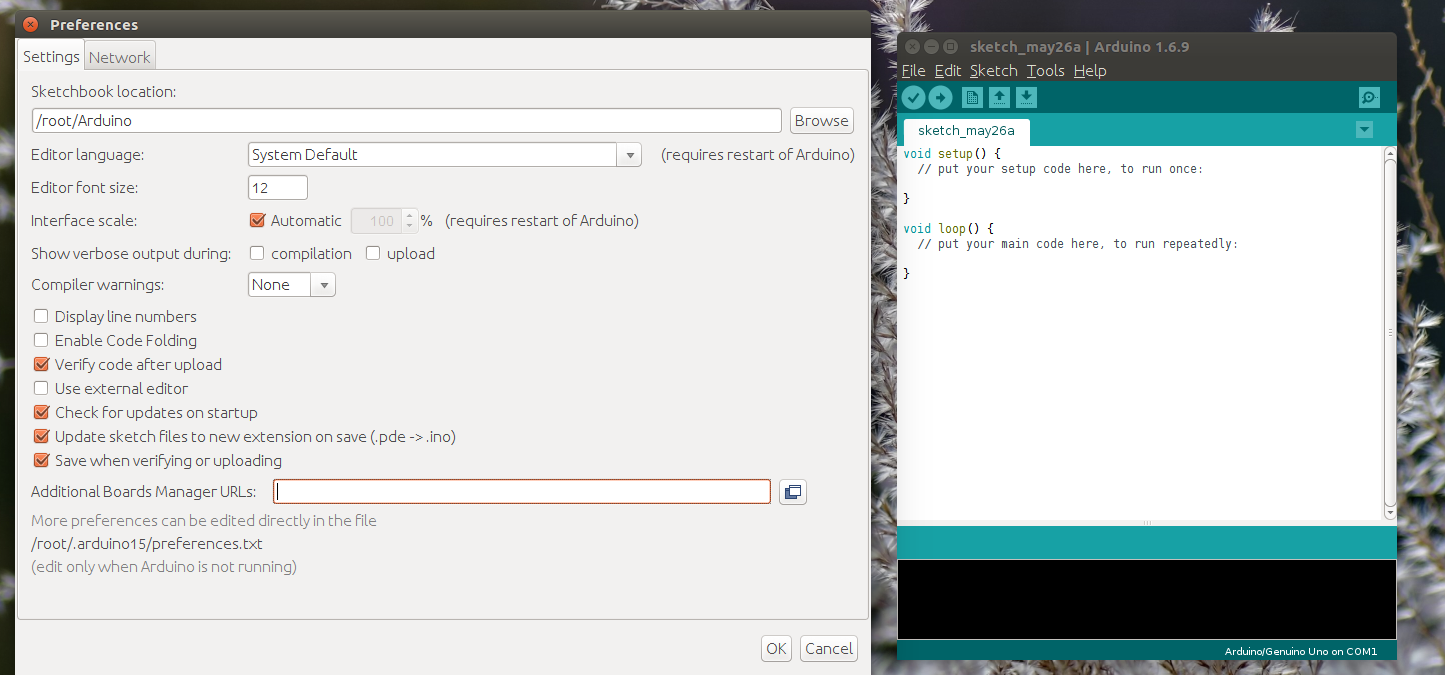 Preferences
Settings Network
Sketchbook location:
/root/Arduino Browse
Editor language: System Default (requires restart of Arduino)
Editor font size: 12
Interface scale: Automatic 100 % (requires restart of Arduino)
Show verbose output during: compilation upload
Compiler warnings: None
Display line numbers
Enable Code Folding
Verify code after upload
Use external editor
Check for updates on startup
Update sketch files to new extension on save (.pde -> .ino)
Save when verifying or uploading
Additional Boards Manager URLs:
More preferences can be edited directly in the file
/root/.arduino15/preferences.txt
(edit only when Arduino is not running)
OK Cancel
sketch_may26a | Arduino 1.6.9
File Edit Sketch Tools Help
sketch_may26a
void setup() {
// put your setup code here, to run once:
}
void loop() {
// put your main code here, to run repeatedly:
}
Arduino/Genuino Uno on COM1